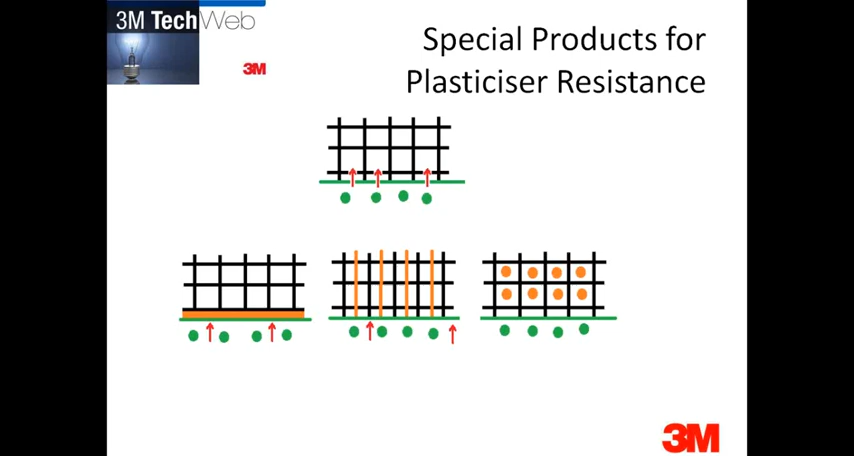 3M TechWeb
3M
Special Products for
Plasticiser Resistance
3M